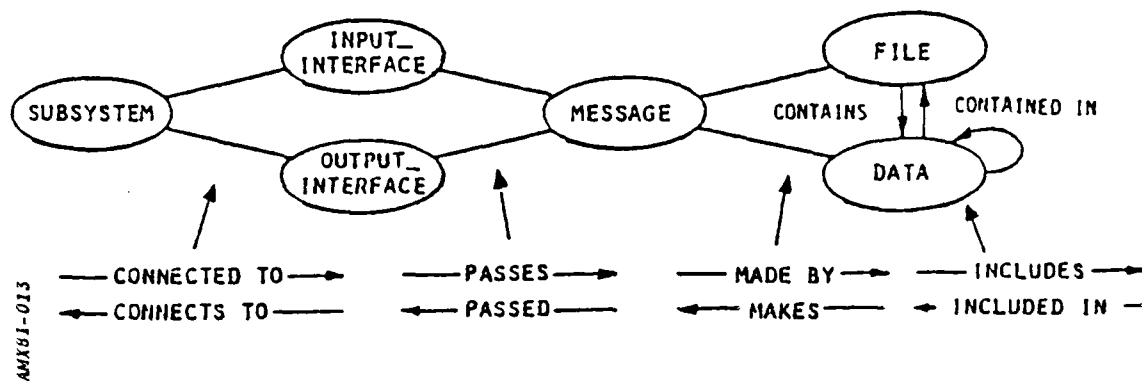 INPUT_
INTERFACE
FILE
SUBSYSTEM
MESSAGE
CONTAINS
CONTAINED IN
OUTPUT_
INTERFACE
DATA
CONNECTED TO
PASSES
MADE BY
INCLUDES
CONNECTS TO
PASSED
MAKES
INCLUDED IN
AMX81-013